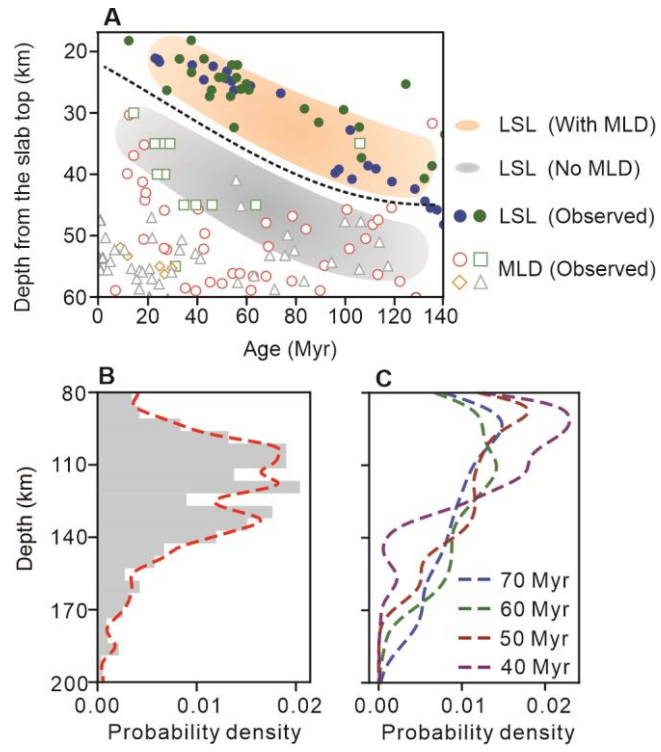 A
Depth from the slab top (km)
20
30
40
50
60
0
20
40
60
80
100
120
140
Age (Myr)
LSL (With MLD)
LSL (No MLD)
LSL (Observed)
MLD (Observed)
B
Depth (km)
80
110
140
170
200
0.00
0.01
0.02
Probability density
C
70 Myr
60 Myr
50 Myr
40 Myr
0.00
0.01
0.02
Probability density